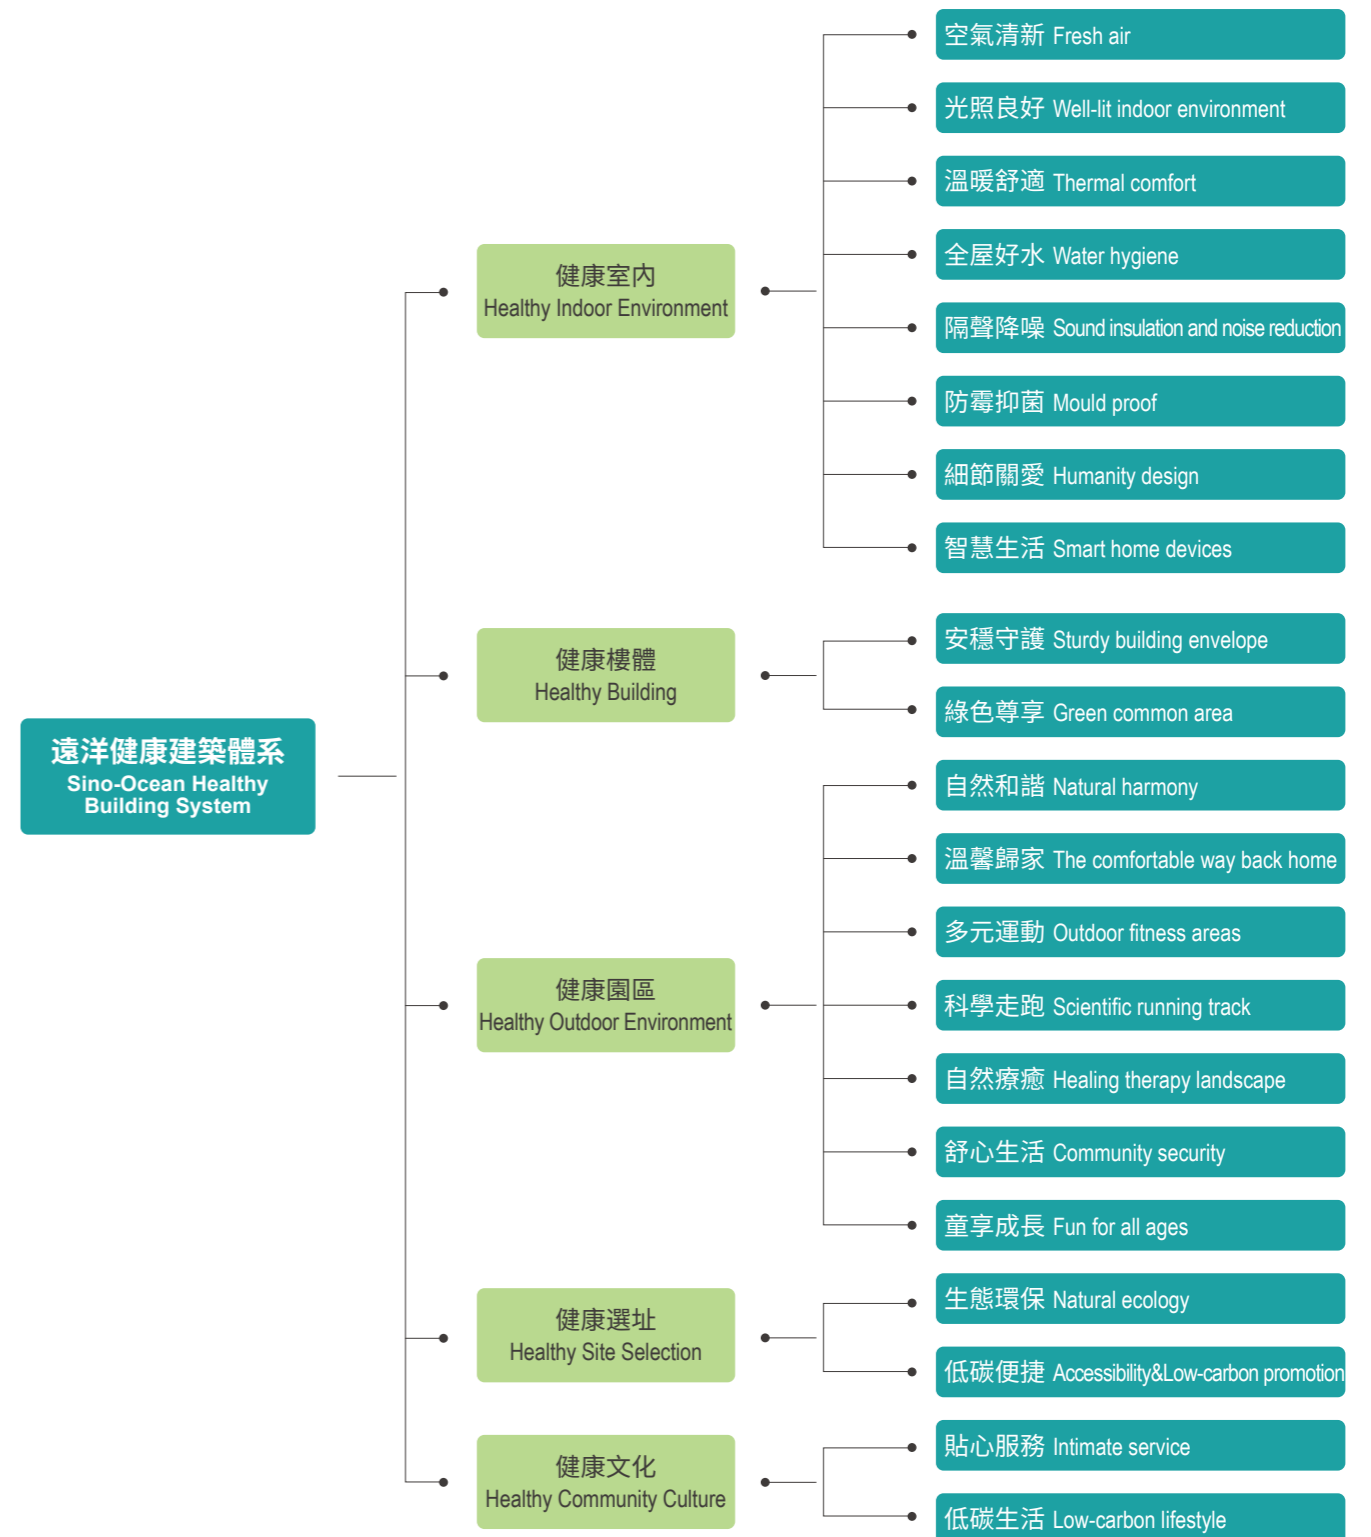 遠洋健康建築體系
Sino-Ocean Healthy
Building System
健康室內
Healthy Indoor Environment
空氣清新 Fresh air
光照良好 Well-lit indoor environment
溫暖舒適 Thermal comfort
全屋好水 Water hygiene
隔聲降噪 Sound insulation and noise reduction
防霉抑菌 Mould proof
細節關愛 Humanity design
智慧生活 Smart home devices
健康樓體
Healthy Building
安穩守護 Sturdy building envelope
綠色尊享 Green common area
健康園區
Healthy Outdoor Environment
自然和諧 Natural harmony
溫馨歸家 The comfortable way back home
多元運動 Outdoor fitness areas
科學走跑 Scientific running track
自然療癒 Healing therapy landscape
舒心生活 Community security
童享成長 Fun for all ages
健康選址
Healthy Site Selection
生態環保 Natural ecology
低碳便捷 Accessibility&Low-carbon promotion
健康文化
Healthy Community Culture
貼心服務 Intimate service
低碳生活 Low-carbon lifestyle